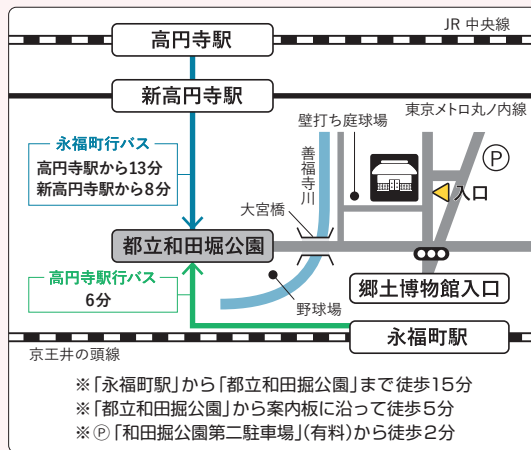 JR 中央線
高円寺駅
新高円寺駅
東京メトロ丸ノ内線
永福町行バス
高円寺駅から13分
新高円寺駅から8分
壁打ち庭球場
善福寺川
P
入口
大宮橋
都立和田堀公園
高円寺駅行バス
6分
野球場
郷土博物館入口
永福町駅
京王井の頭線
※「永福町駅」から「都立和田堀公園」まで徒歩15分
※「都立和田堀公園」から案内板に沿って徒歩5分
※Ⓟ「和田堀公園第二駐車場」(有料)から徒歩2分